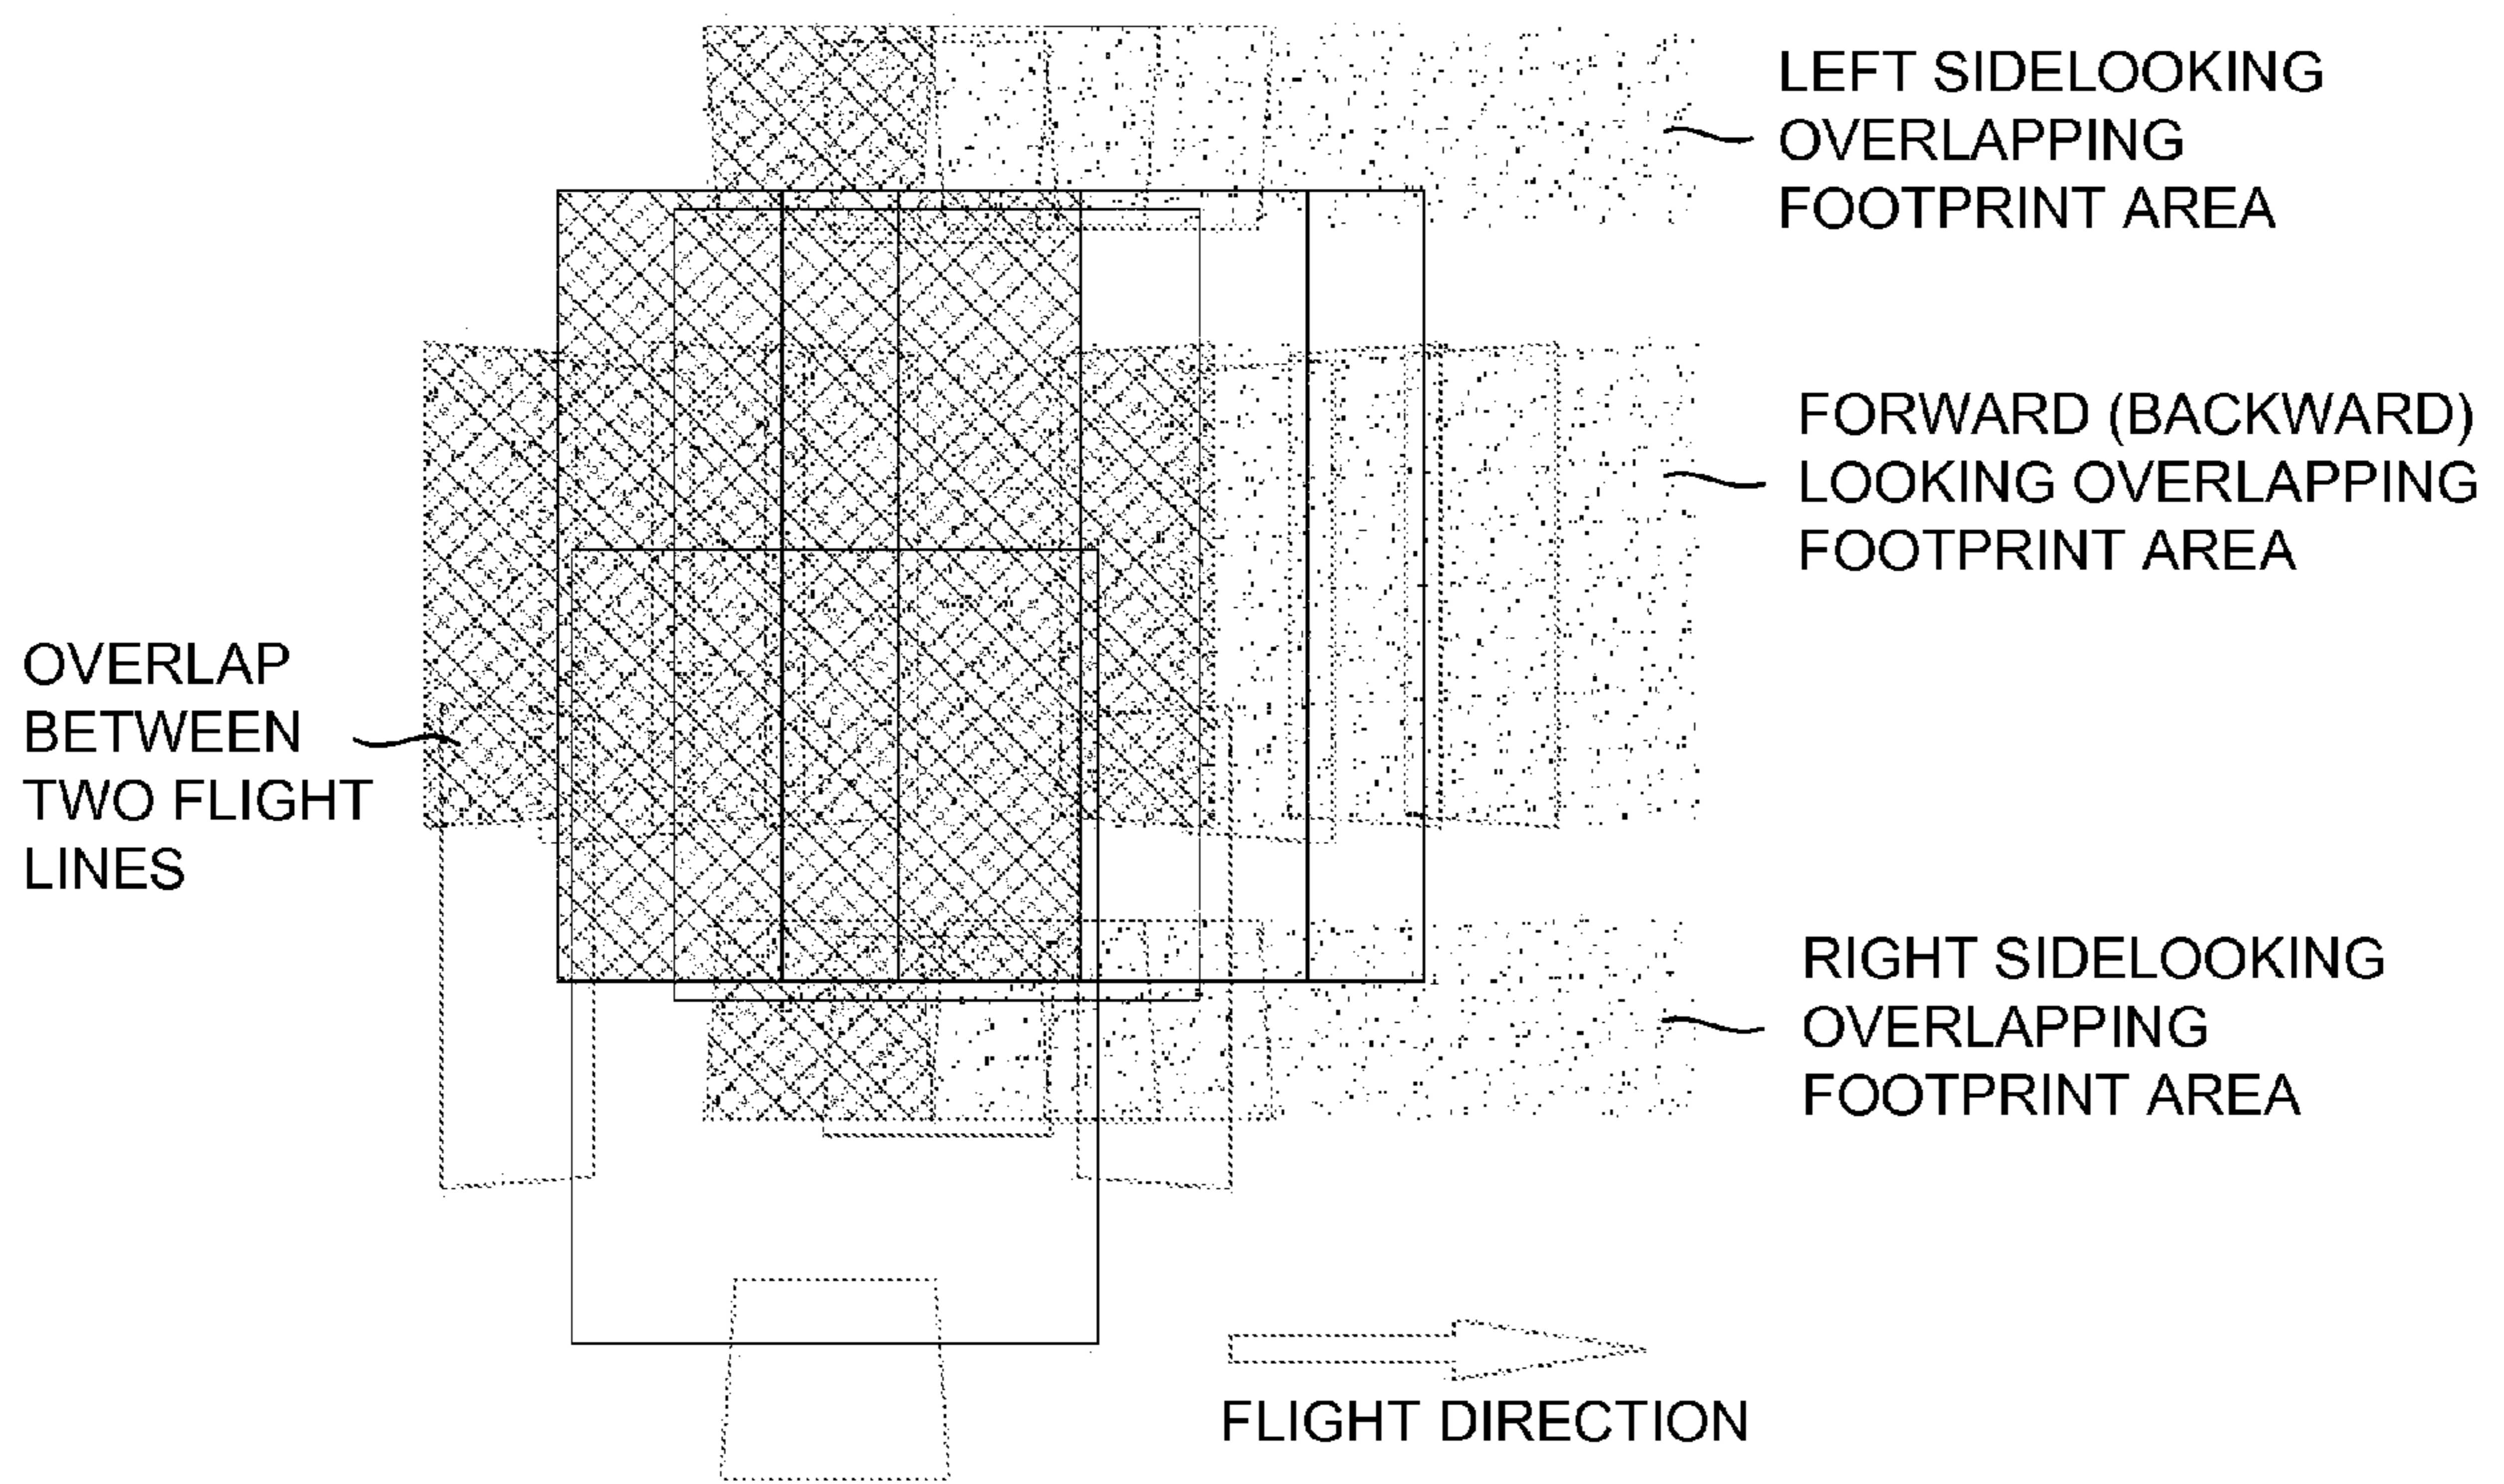 LEFT SIDELOOKING
OVERLAPPING
FOOTPRINT AREA
FORWARD (BACKWARD)
LOOKING OVERLAPPING
FOOTPRINT AREA
OVERLAP
BETWEEN
TWO FLIGHT
LINES
RIGHT SIDELOOKING
OVERLAPPING
FOOTPRINT AREA
FLIGHT DIRECTION